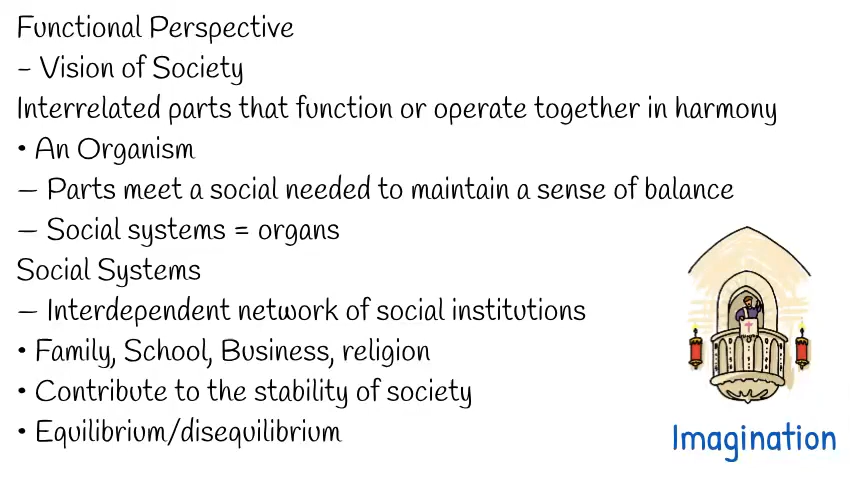 Functional Perspective
- Vision of Society
Interrelated parts that function or operate together in harmony
• An Organism
— Parts meet a social needed to maintain a sense of balance
— Social systems = organs
Social Systems
— Interdependent network of social institutions
• Family, School, Business, religion
• Contribute to the stability of society
• Equilibrium/disequilibrium
Imagination